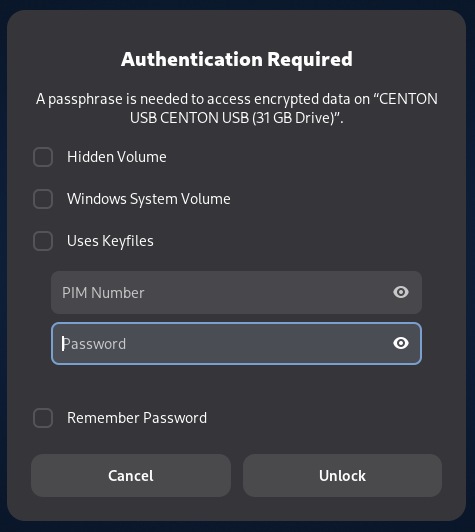 Authentication Required
A passphrase is needed to access encrypted data on “CENTON
USB CENTON USB (31 GB Drive)”.
Hidden Volume
Windows System Volume
Uses Keyfiles
PIM Number
Password
Remember Password
Cancel
Unlock